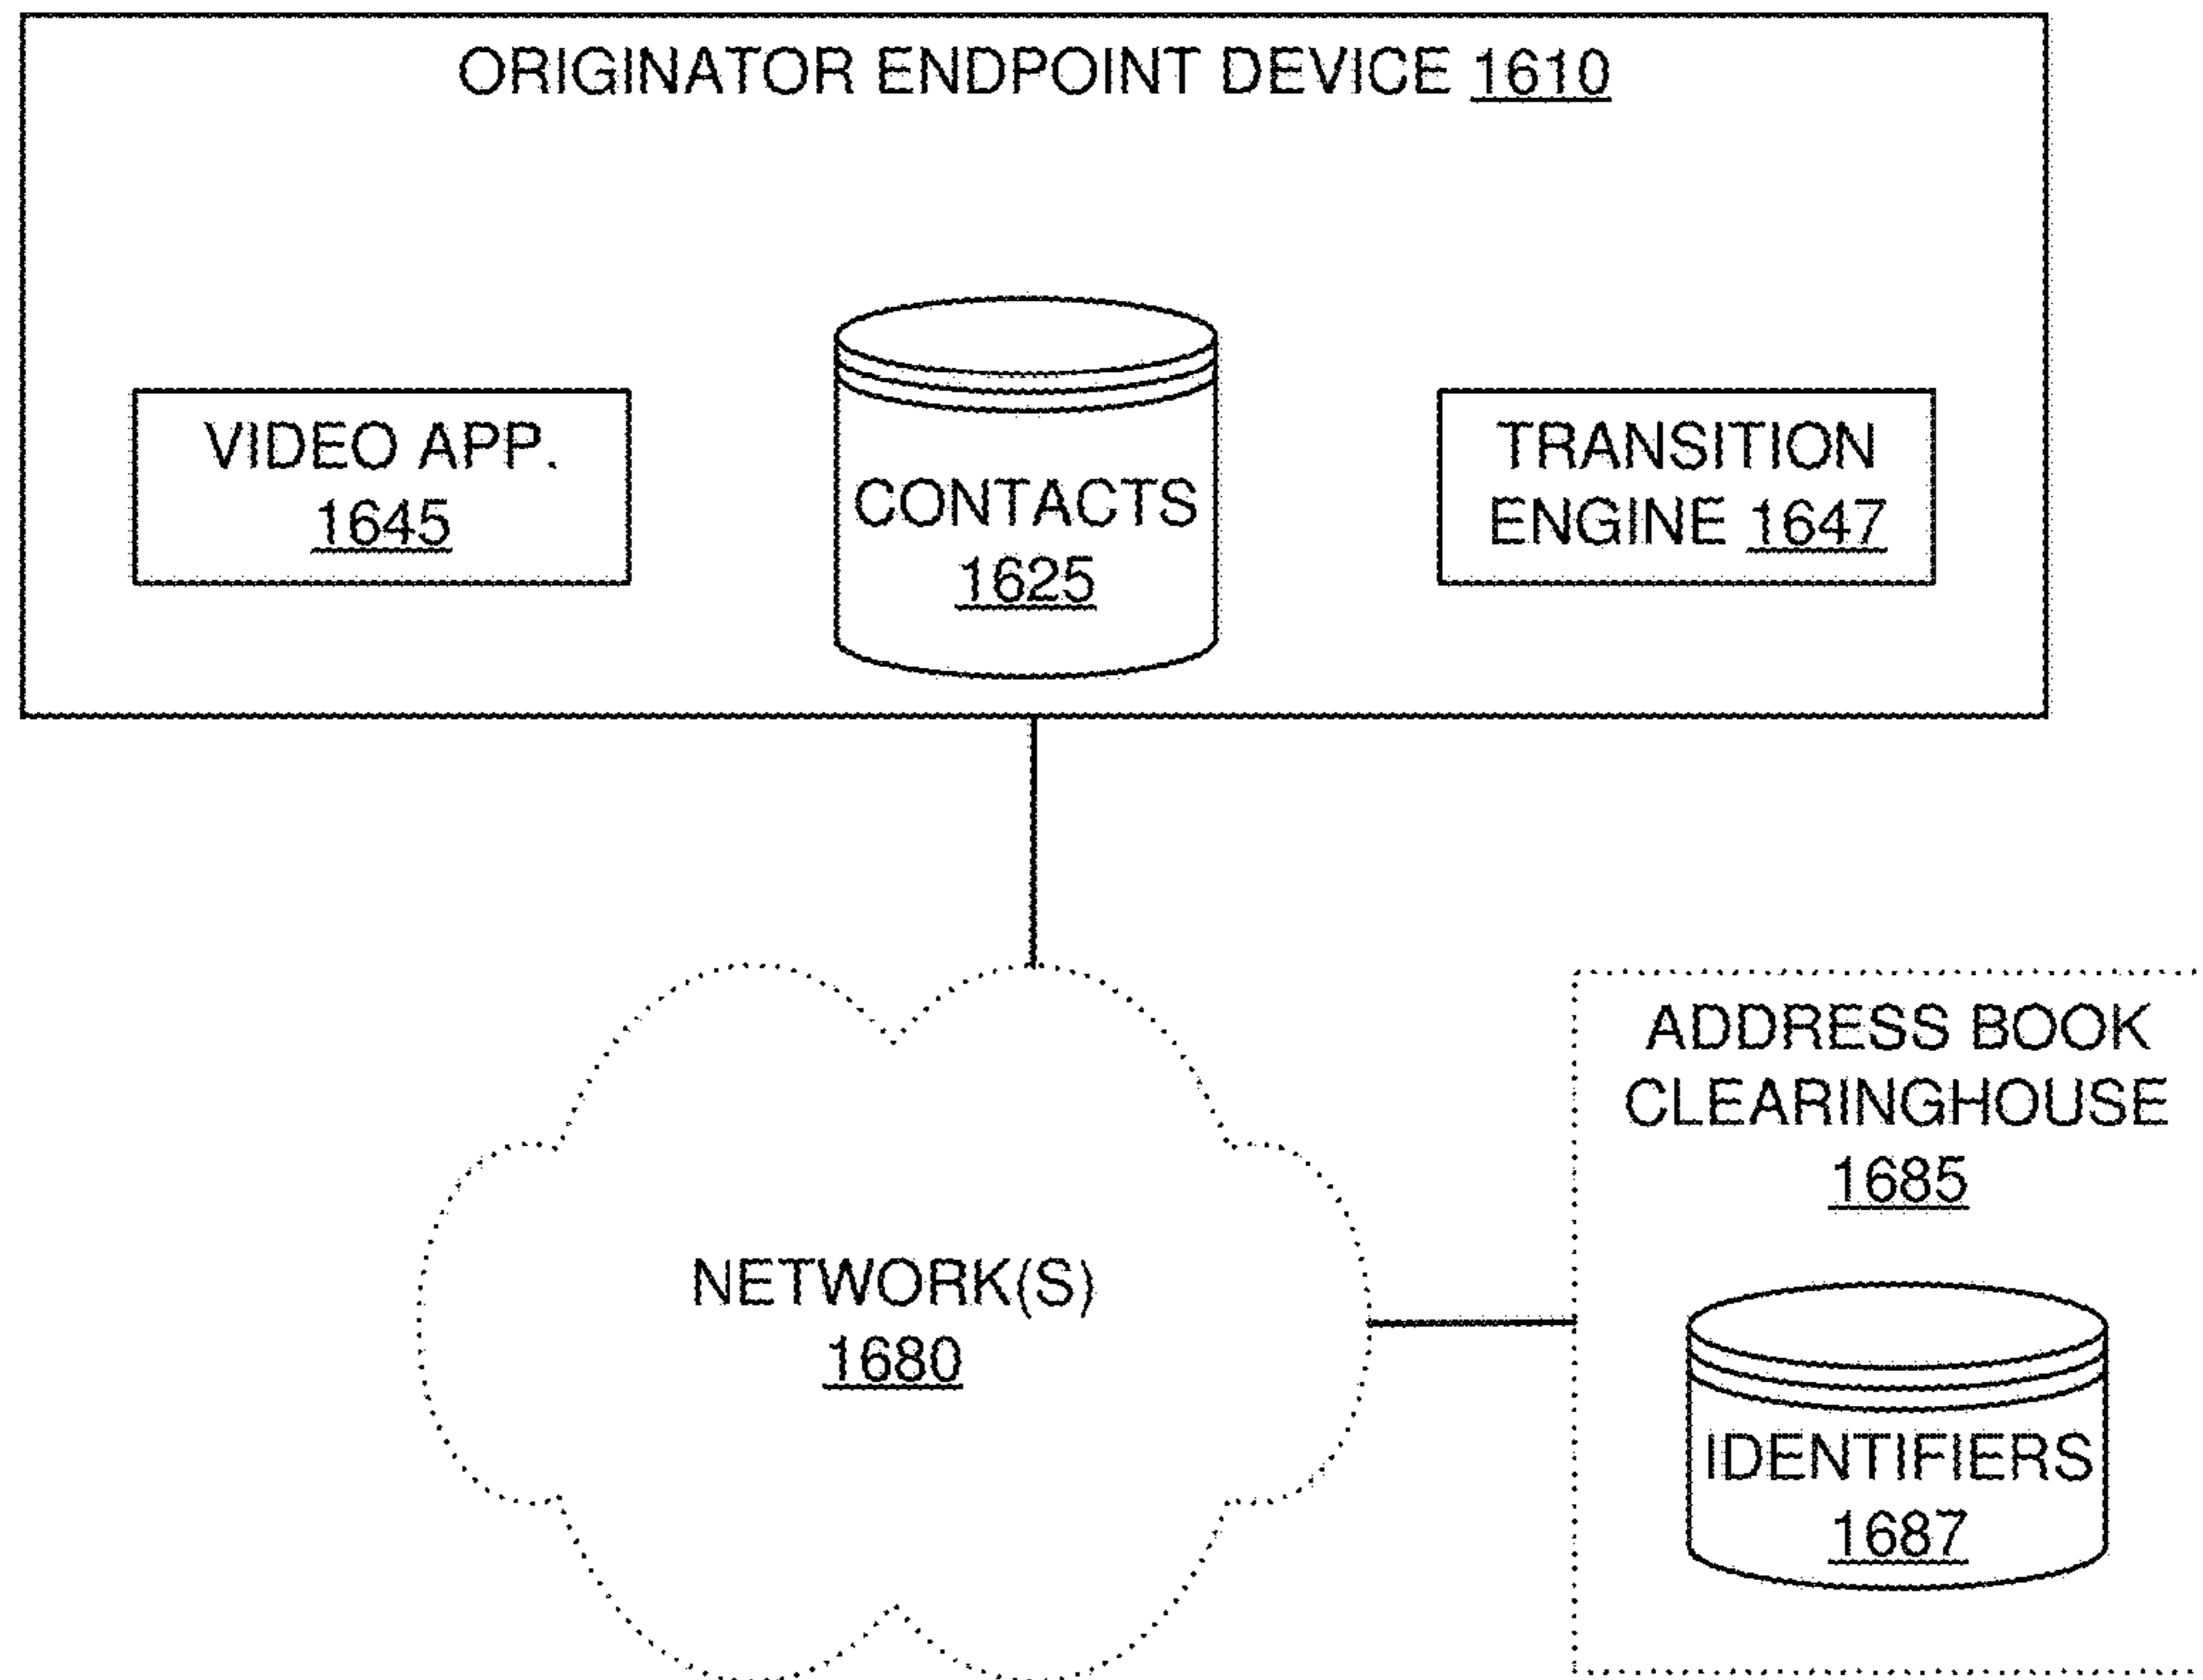 ORIGINATOR ENDPOINT DEVICE 1610
VIDEO APP.
1645
CONTACTS
1625
TRANSITION
ENGINE 1647
ADDRESS BOOK
CLEARINGHOUSE
1685
NETWORK(S)
1680
IDENTIFIERS
1687